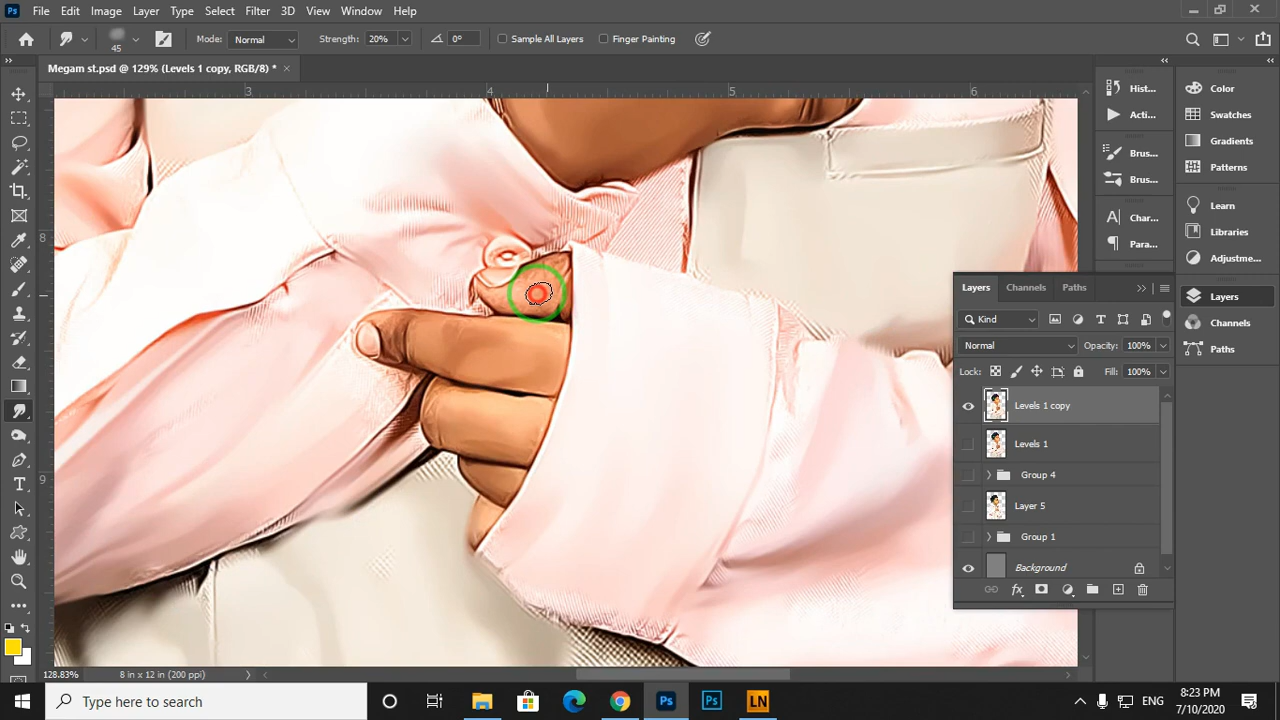 Ps File Edit Image Layer Type Select Filter 3D View Window Help
45 Mode: Normal Strength: 20% 0° Sample All Layers Finger Painting
Megam st.psd @ 129% (Levels 1 copy, RGB/8) * ×
3 4 5 6
8
9
Hist...
Acti...
Brus...
Brus...
A| Char...
Para...
Color
Swatches
Gradients
Patterns
Learn
Libraries
Adjustme...
Layers
Channels
Paths
Layers Channels Paths
Kind
Normal Opacity: 100%
Lock: Fill: 100%
Levels 1 copy
Levels 1
Group 4
Layer 5
Group 1
Background
fx
128.83% 8 in x 12 in (200 ppi)
Type here to search
Ps Ps LN
ENG
8:23 PM
7/10/2020